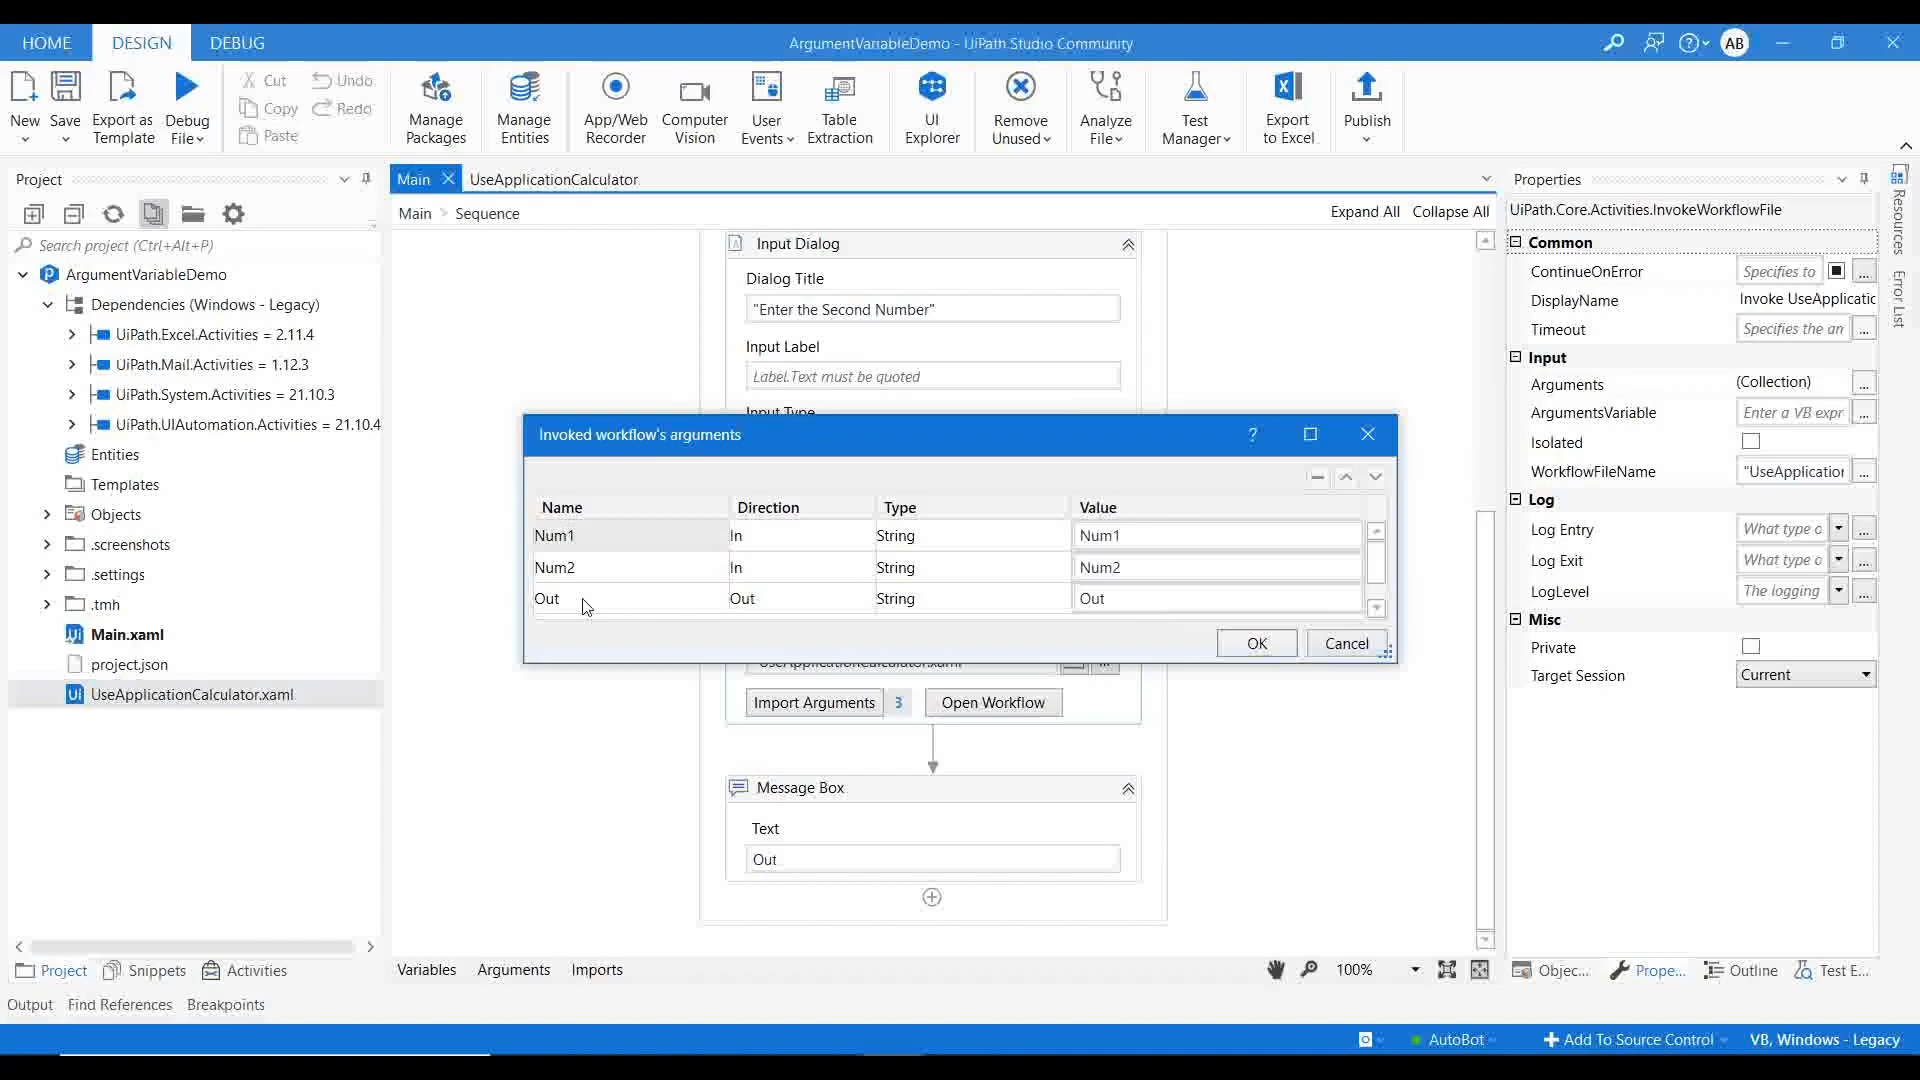 HOME DESIGN DEBUG ArgumentVariableDemo - UiPath Studio Community AB
New Save Export as Template Debug File Cut Copy Paste Undo Redo Manage Packages Manage Entities App/Web Recorder Computer Vision User Events Table Extraction UI Explorer Remove Unused Analyze File Test Manager Export to Excel Publish
Project
Search project (Ctrl+Alt+P)
ArgumentVariableDemo
Dependencies (Windows - Legacy)
UiPath.Excel.Activities = 2.11.4
UiPath.Mail.Activities = 1.12.3
UiPath.System.Activities = 21.10.3
UiPath.UIAutomation.Activities = 21.10.4
Entities
Templates
Objects
.screenshots
.settings
.tmh
Main.xaml
project.json
UseApplicationCalculator.xaml
Project Snippets Activities
Main UseApplicationCalculator
Main > Sequence Expand All Collapse All
Input Dialog
Dialog Title
"Enter the Second Number"
Input Label
Label.Text must be quoted
Input Type
Invoked workflow's arguments
Name Direction Type Value
Num1 In String Num1
Num2 In String Num2
Out Out String Out
OK Cancel
Import Arguments 3 Open Workflow
Message Box
Text
Out
Variables Arguments Imports 100%
Properties
UiPath.Core.Activities.InvokeWorkflowFile
Common
ContinueOnError Specifies to ...
DisplayName Invoke UseApplicatic
Timeout Specifies the an ...
Input
Arguments (Collection) ...
ArgumentsVariable Enter a VB expr ...
Isolated
WorkflowFileName "UseApplication ...
Log
Log Entry What type o ...
Log Exit What type o ...
LogLevel The logging ...
Misc
Private
Target Session Current
Objec... Prope... Outline Test E...
Resources
Error List
Output Find References Breakpoints
AutoBot Add To Source Control VB, Windows - Legacy